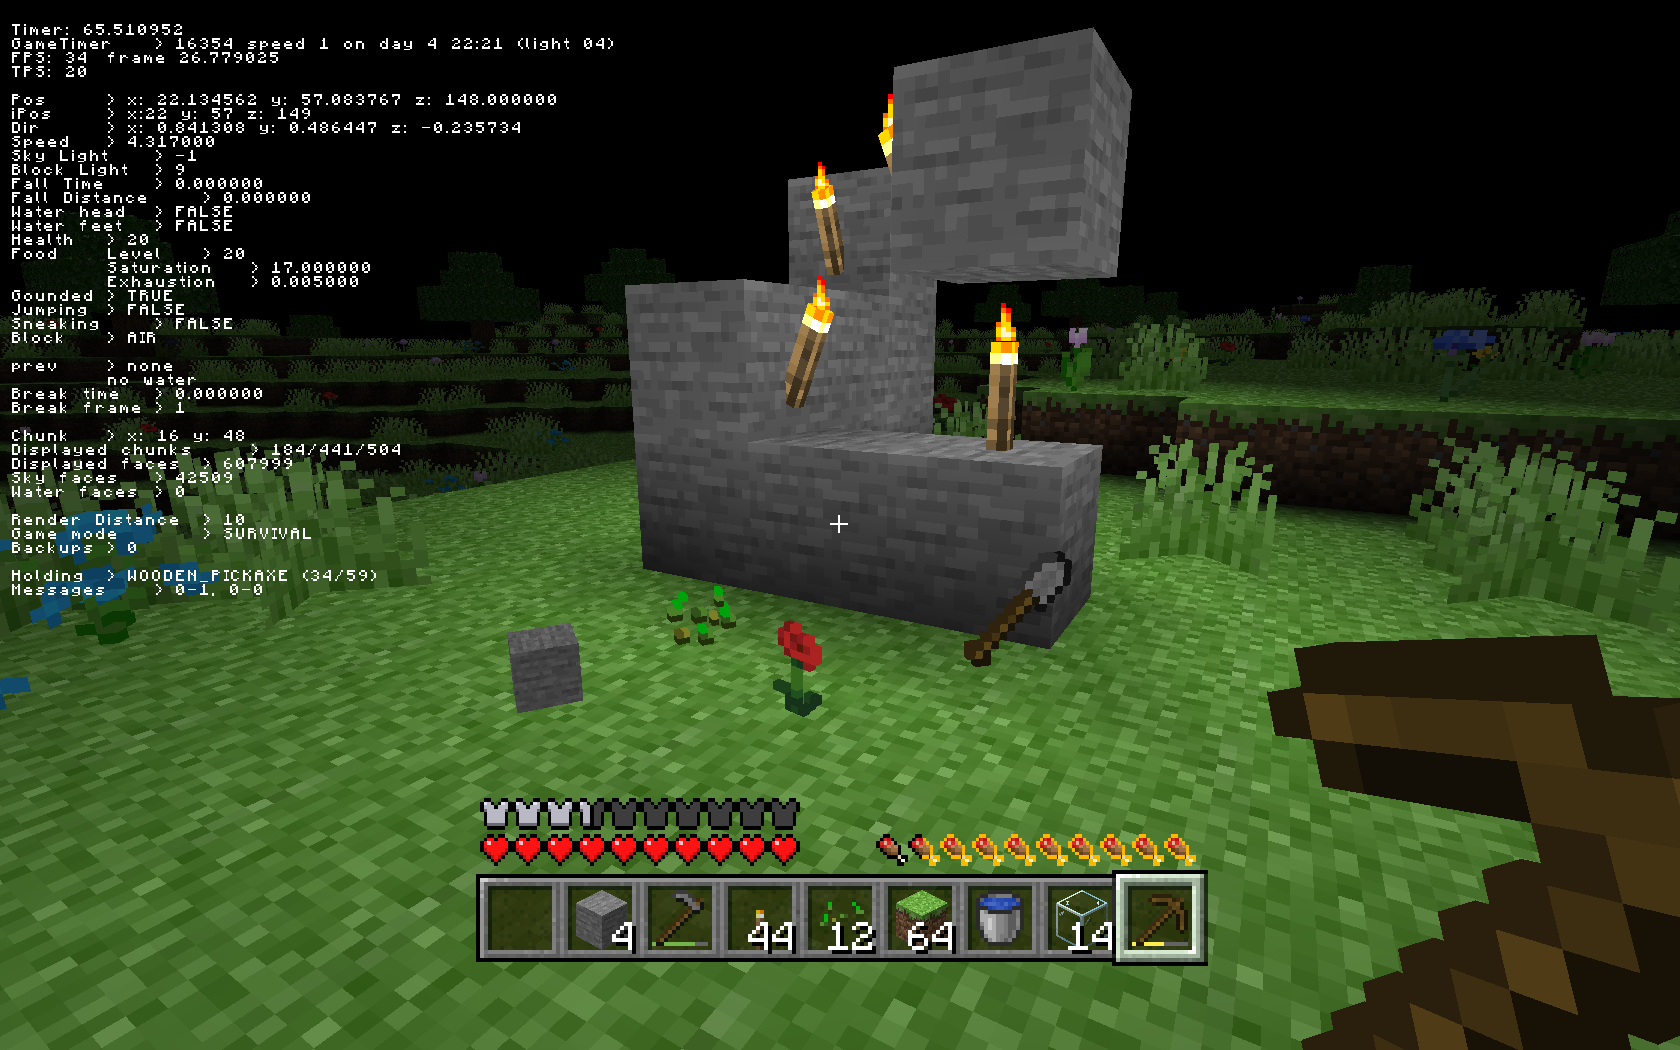 Timer: 65.510952
GameTimer > 16354 speed 1 on day 4 22:21 (light 04)
FPS: 34 frame 26.779025
TPS: 20
Pos > x: 22.134562 y: 57.083767 z: 148.000000
iPos > x:22 y: 57 z: 149
Dir > x: 0.841308 y: 0.486447 z: -0.235734
Speed > 4.317000
Sky Light > -1
Block Light > 9
Fall Time > 0.000000
Fall Distance > 0.000000
Water head > FALSE
Water feet > FALSE
Health > 20
Food Level > 20
Saturation > 17.000000
Exhaustion > 0.005000
Gounded > TRUE
Jumping > FALSE
Sneaking > FALSE
Block > AIR
prev > none
no water
Break time > 0.000000
Break frame > 1
Chunk > x: 16 y: 48
Displayed chunks > 184/441/504
Displayed faces > 607999
Sky faces > 42509
Water faces > 0
Render Distance > 10
Game mode > SURVIVAL
Backups > 0
Holding > WOODEN_PICKAXE (34/59)
Messages > 0-1, 0-0
4 44 12 64 14